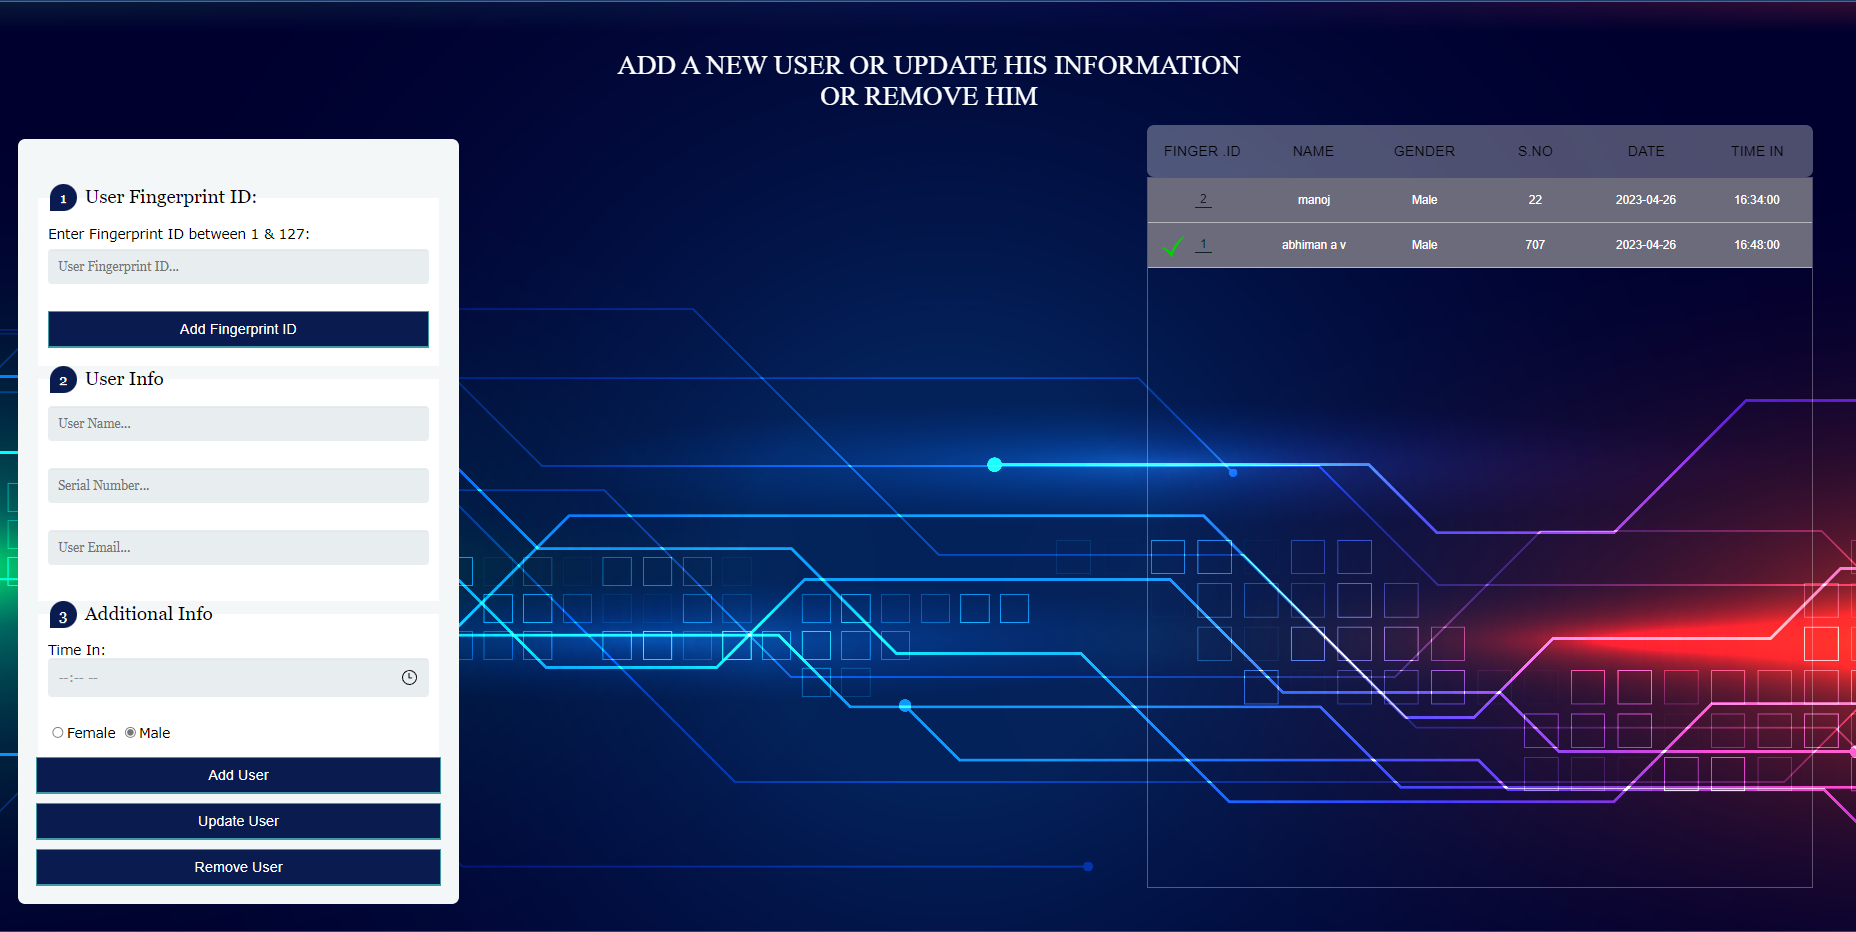 ADD A NEW USER OR UPDATE HIS INFORMATION
OR REMOVE HIM
1 User Fingerprint ID:
Enter Fingerprint ID between 1 & 127:
User Fingerprint ID...
Add Fingerprint ID
2 User Info
User Name...
Serial Number...
User Email...
3 Additional Info
Time In:
--:-- --
Female Male
Add User
Update User
Remove User
FINGER .ID NAME GENDER S.NO DATE TIME IN
2 manoj Male 22 2023-04-26 16:34:00
1 abhiman a v Male 707 2023-04-26 16:48:00